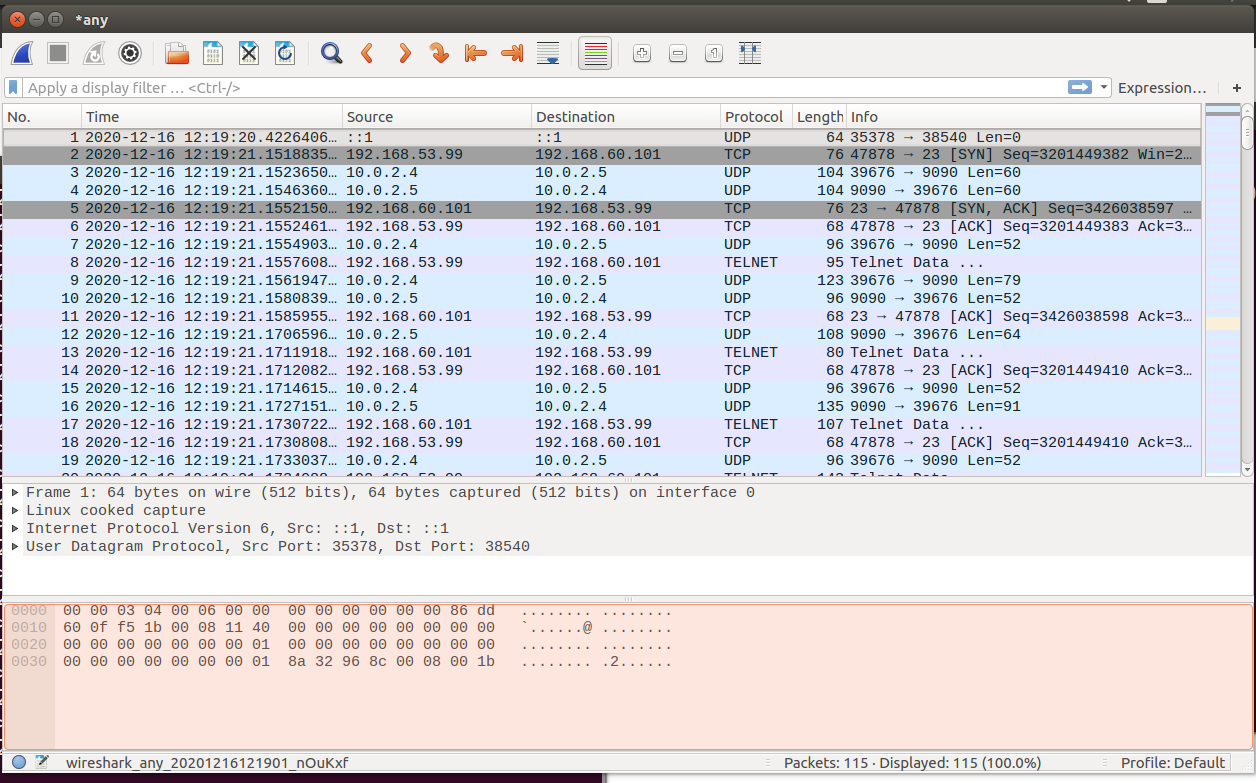 *any
Apply a display filter … <Ctrl-/>
Expression… +
No. Time Source Destination Protocol Length Info
1 2020-12-16 12:19:20.4226406… ::1 ::1 UDP 64 35378 → 38540 Len=0
2 2020-12-16 12:19:21.1518835… 192.168.53.99 192.168.60.101 TCP 76 47878 → 23 [SYN] Seq=3201449382 Win=2…
3 2020-12-16 12:19:21.1523650… 10.0.2.4 10.0.2.5 UDP 104 39676 → 9090 Len=60
4 2020-12-16 12:19:21.1546360… 10.0.2.5 10.0.2.4 UDP 104 9090 → 39676 Len=60
5 2020-12-16 12:19:21.1552150… 192.168.60.101 192.168.53.99 TCP 76 23 → 47878 [SYN, ACK] Seq=3426038597 …
6 2020-12-16 12:19:21.1552461… 192.168.53.99 192.168.60.101 TCP 68 47878 → 23 [ACK] Seq=3201449383 Ack=3…
7 2020-12-16 12:19:21.1554903… 10.0.2.4 10.0.2.5 UDP 96 39676 → 9090 Len=52
8 2020-12-16 12:19:21.1557608… 192.168.53.99 192.168.60.101 TELNET 95 Telnet Data ...
9 2020-12-16 12:19:21.1561947… 10.0.2.4 10.0.2.5 UDP 123 39676 → 9090 Len=79
10 2020-12-16 12:19:21.1580839… 10.0.2.5 10.0.2.4 UDP 96 9090 → 39676 Len=52
11 2020-12-16 12:19:21.1585955… 192.168.60.101 192.168.53.99 TCP 68 23 → 47878 [ACK] Seq=3426038598 Ack=3…
12 2020-12-16 12:19:21.1706596… 10.0.2.5 10.0.2.4 UDP 108 9090 → 39676 Len=64
13 2020-12-16 12:19:21.1711918… 192.168.60.101 192.168.53.99 TELNET 80 Telnet Data ...
14 2020-12-16 12:19:21.1712082… 192.168.53.99 192.168.60.101 TCP 68 47878 → 23 [ACK] Seq=3201449410 Ack=3…
15 2020-12-16 12:19:21.1714615… 10.0.2.4 10.0.2.5 UDP 96 39676 → 9090 Len=52
16 2020-12-16 12:19:21.1727151… 10.0.2.5 10.0.2.4 UDP 135 9090 → 39676 Len=91
17 2020-12-16 12:19:21.1730722… 192.168.60.101 192.168.53.99 TELNET 107 Telnet Data ...
18 2020-12-16 12:19:21.1730808… 192.168.53.99 192.168.60.101 TCP 68 47878 → 23 [ACK] Seq=3201449410 Ack=3…
19 2020-12-16 12:19:21.1733037… 10.0.2.4 10.0.2.5 UDP 96 39676 → 9090 Len=52
Frame 1: 64 bytes on wire (512 bits), 64 bytes captured (512 bits) on interface 0
Linux cooked capture
Internet Protocol Version 6, Src: ::1, Dst: ::1
User Datagram Protocol, Src Port: 35378, Dst Port: 38540
0000 00 00 03 04 00 06 00 00 00 00 00 00 00 00 86 dd ........ ........
0010 60 0f f5 1b 00 08 11 40 00 00 00 00 00 00 00 00 `......@ ........
0020 00 00 00 00 00 00 00 01 00 00 00 00 00 00 00 00 ........ ........
0030 00 00 00 00 00 00 00 01 8a 32 96 8c 00 08 00 1b ........ .2......
wireshark_any_20201216121901_nOuKxf Packets: 115 · Displayed: 115 (100.0%) Profile: Default